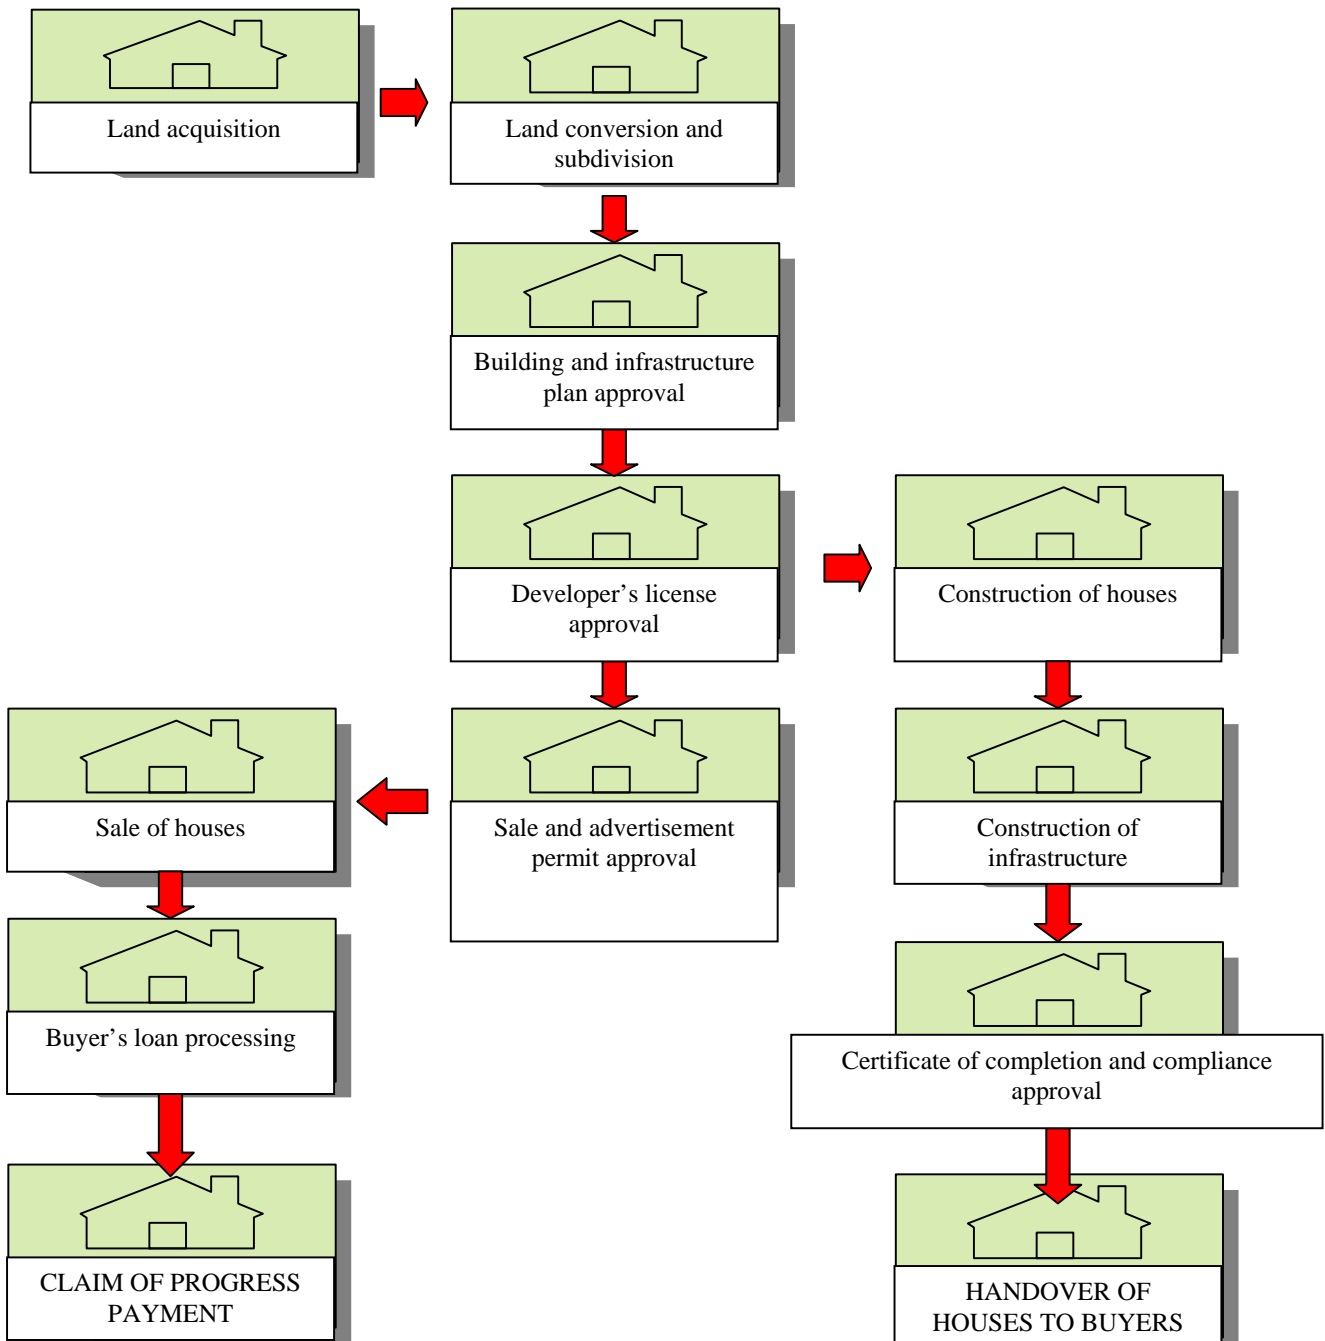 Land acquisition
Land conversion and
subdivision
Building and infrastructure
plan approval
Developer’s license
approval
Construction of houses
Sale of houses
Sale and advertisement
permit approval
Construction of
infrastructure
Buyer’s loan processing
Certificate of completion and compliance
approval
CLAIM OF PROGRESS
PAYMENT
HANDOVER OF
HOUSES TO BUYERS